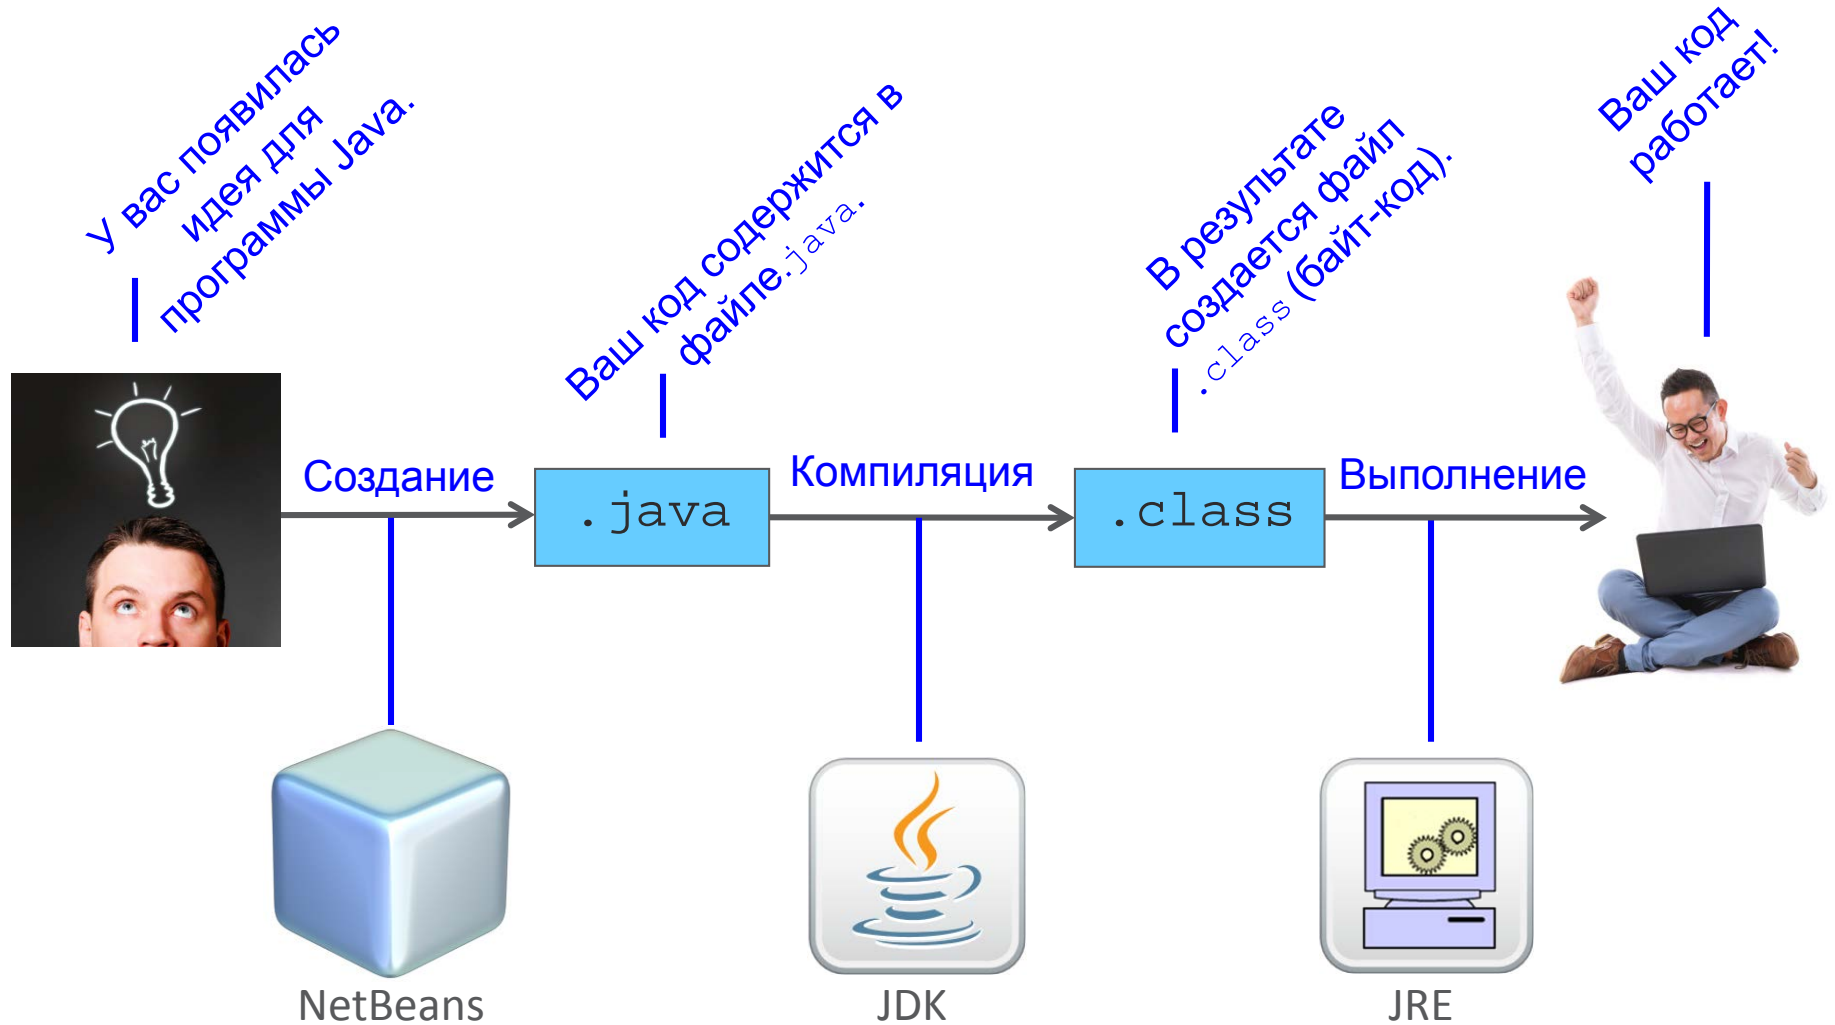 У вас появилась
идея для
программы Java.
Ваш код содержится в
файле.java.
В результате
создается файл
.class (байт-код).
Ваш код
работает!
Создание
.java
Компиляция
.class
Выполнение
NetBeans
JDK
JRE